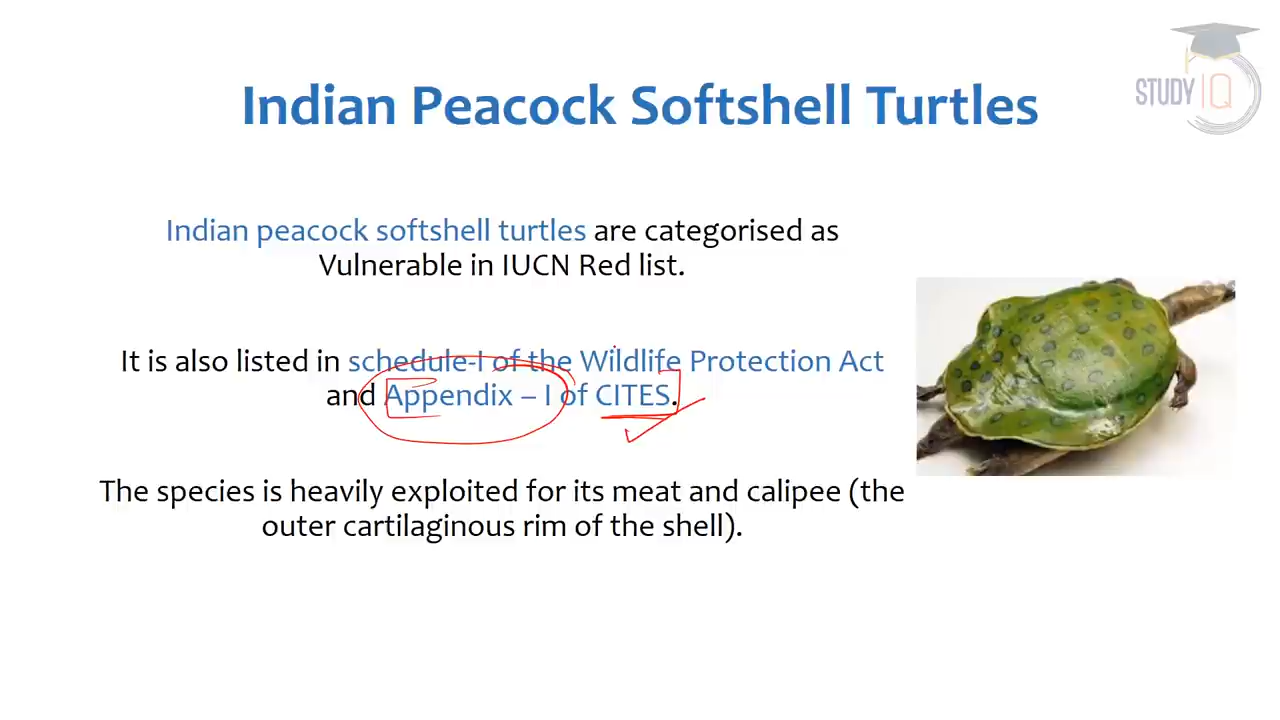 STUDY IQ
Indian Peacock Softshell Turtles
Indian peacock softshell turtles are categorised as
Vulnerable in IUCN Red list.
It is also listed in schedule-I of the Wildlife Protection Act
and Appendix – I of CITES.
The species is heavily exploited for its meat and calipee (the
outer cartilaginous rim of the shell).